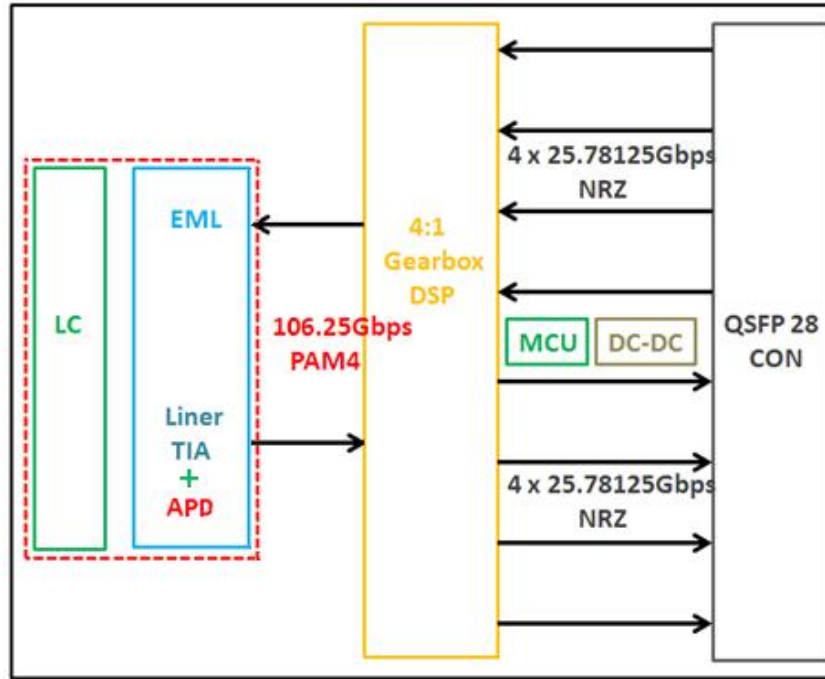 4 x 25.78125Gbps
NRZ
EML
4:1
Gearbox
DSP
LC
106.25Gbps
PAM4
MCU
DC-DC
QSFP 28
CON
Liner
TIA
+
APD
4 x 25.78125Gbps
NRZ